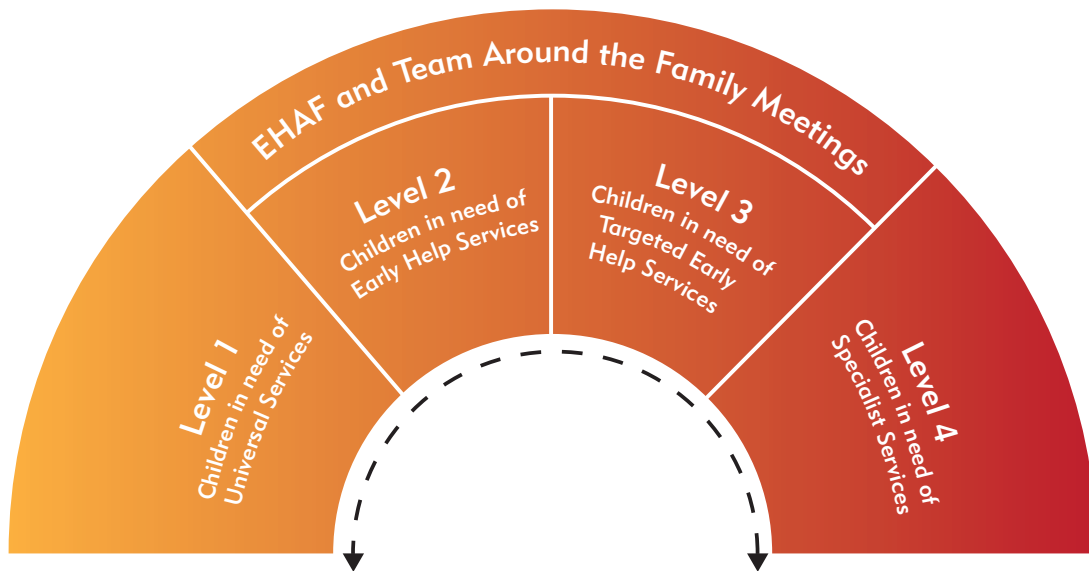 EHAF and Team Around the Family Meetings
Level 1
Children in need of
Universal Services
Level 2
Children in need of
Early Help Services
Level 3
Children in need of
Targeted Early
Help Services
Level 4
Children in need of
Specialist Services